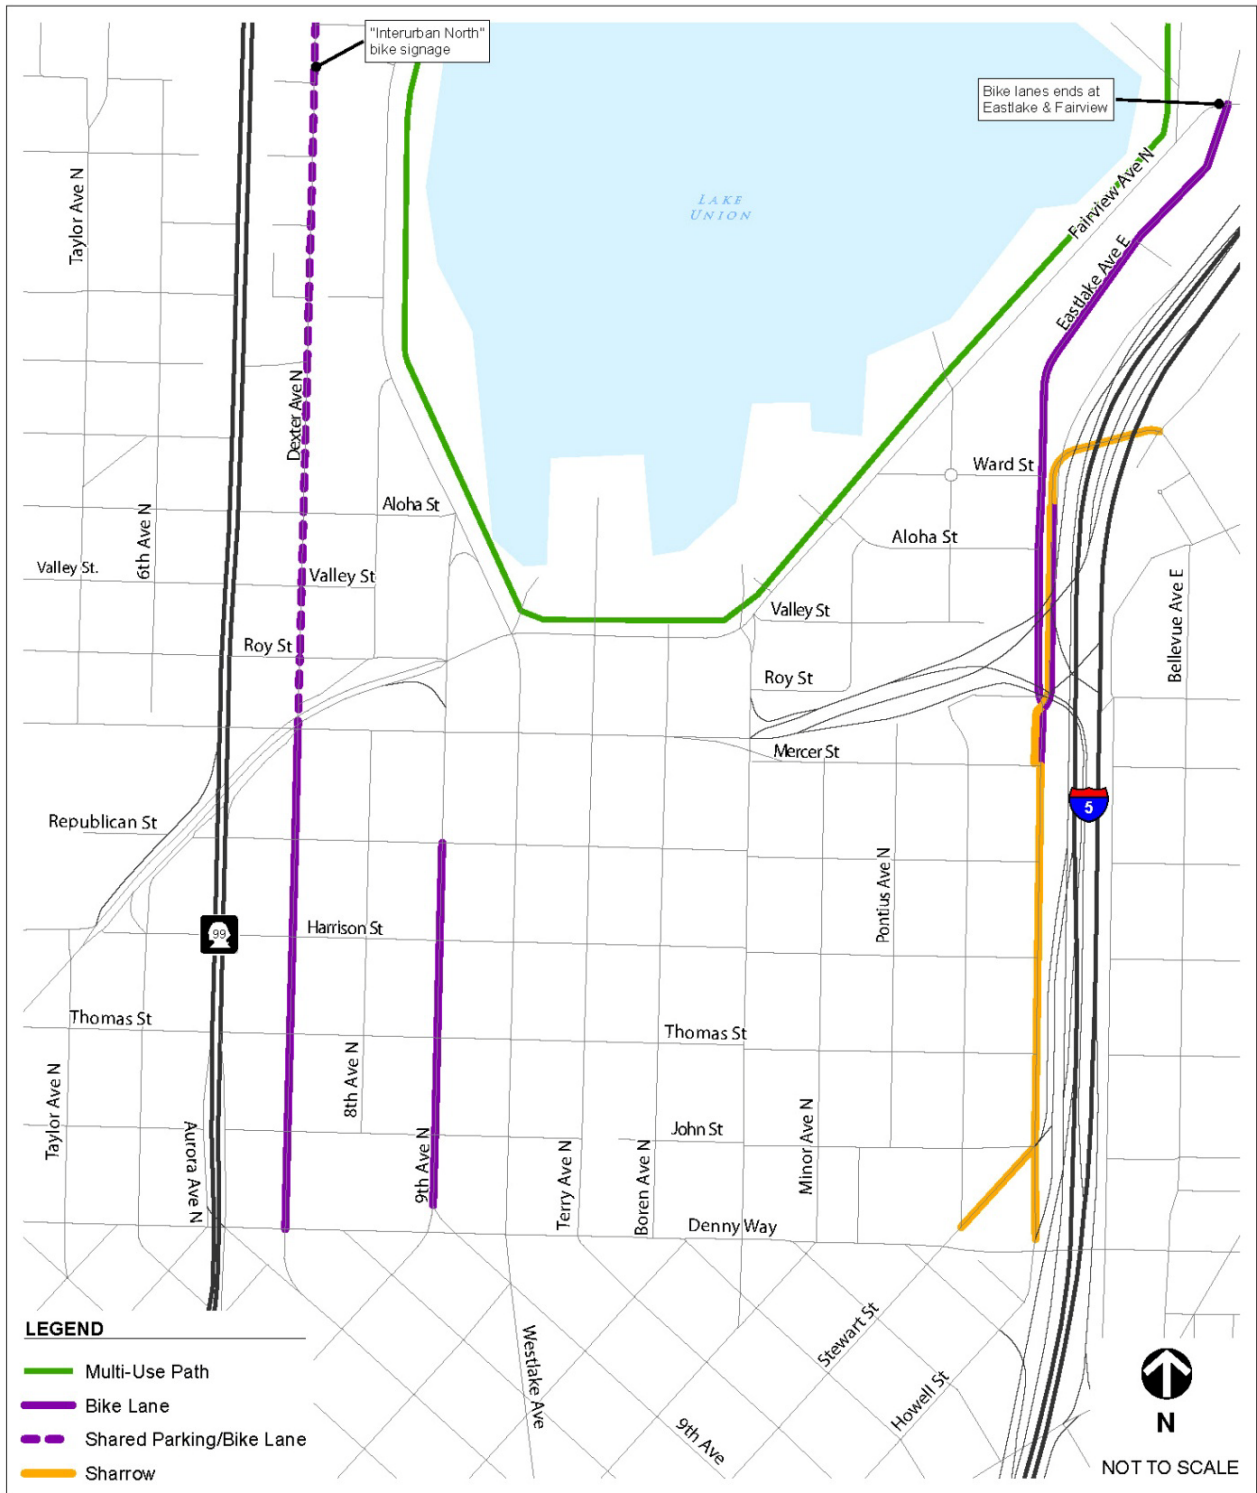 "Interurban North"
bike signage
Bike lanes ends at
Eastlake & Fairview
LAKE
UNION
Taylor Ave N
Fairview Ave N
Eastlake Ave E
Dexter Ave N
Ward St
Aloha St
6th Ave N
Aloha St
Valley St.
Valley St
Valley St
Bellevue Ave E
Roy St
Roy St
Mercer St
5
Republican St
Pontius Ave N
99
Harrison St
Thomas St
Thomas St
8th Ave N
Taylor Ave N
Aurora Ave N
9th Ave N
John St
Minor Ave N
Terry Ave N
Boren Ave N
Denny Way
LEGEND
Multi-Use Path
Bike Lane
Shared Parking/Bike Lane
Sharrow
Westlake Ave
Stewart St
Howell St
9th Ave
N
NOT TO SCALE